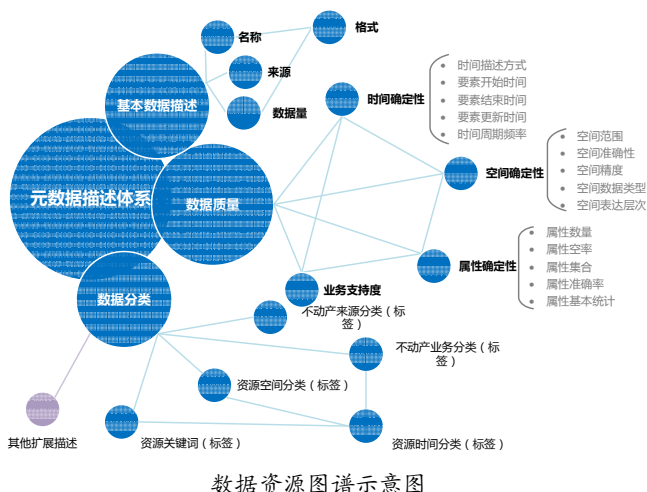 名称
格式
来源
基本数据描述
数据量
时间确定性
• 时间描述方式
• 要素开始时间
• 要素结束时间
• 要素更新时间
• 时间周期频率
空间确定性
• 空间范围
• 空间准确性
• 空间精度
• 空间数据类型
• 空间表达层次
元数据描述体系
数据质量
属性确定性
• 属性数量
• 属性空率
• 属性集合
• 属性准确率
• 属性基本统计
业务支持度
数据分类
不动产来源分类（标
签）
不动产业务分类（标
签）
资源空间分类（标签）
其他扩展描述
资源关键词（标签）
资源时间分类（标签）
数据资源图谱示意图